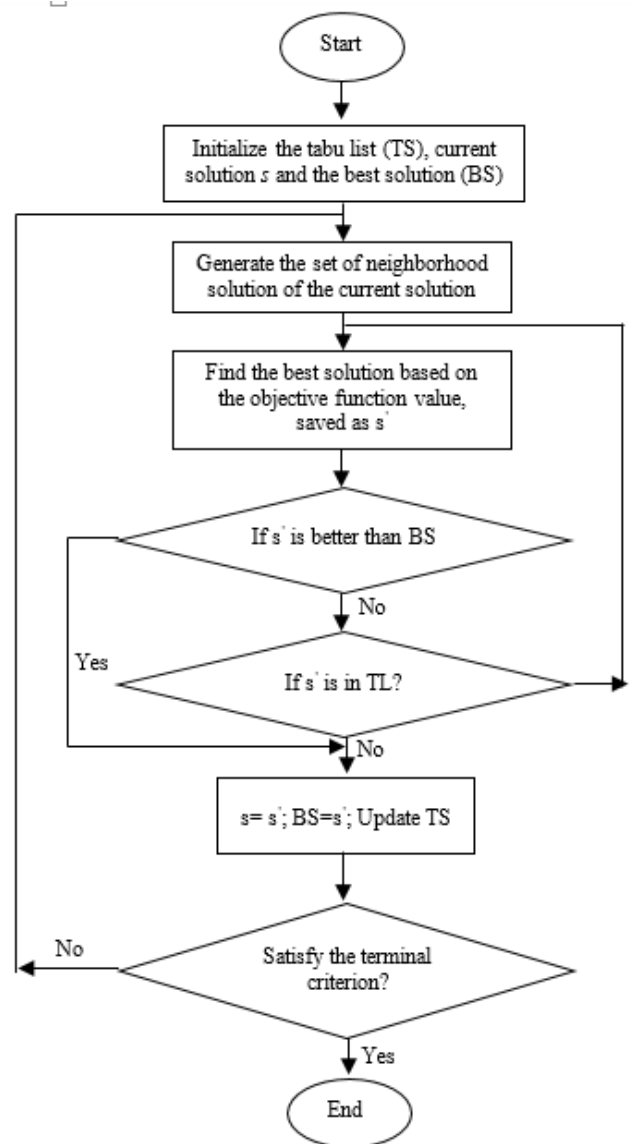 Start
Initialize the tabu list (TS), current
solution s and the best solution (BS)
Generate the set of neighborhood
solution of the current solution
Find the best solution based on
the objective function value,
saved as s'
If s' is better than BS
No
Yes
If s' is in TL?
No
s= s'; BS=s'; Update TS
No
Satisfy the terminal
criterion?
Yes
End